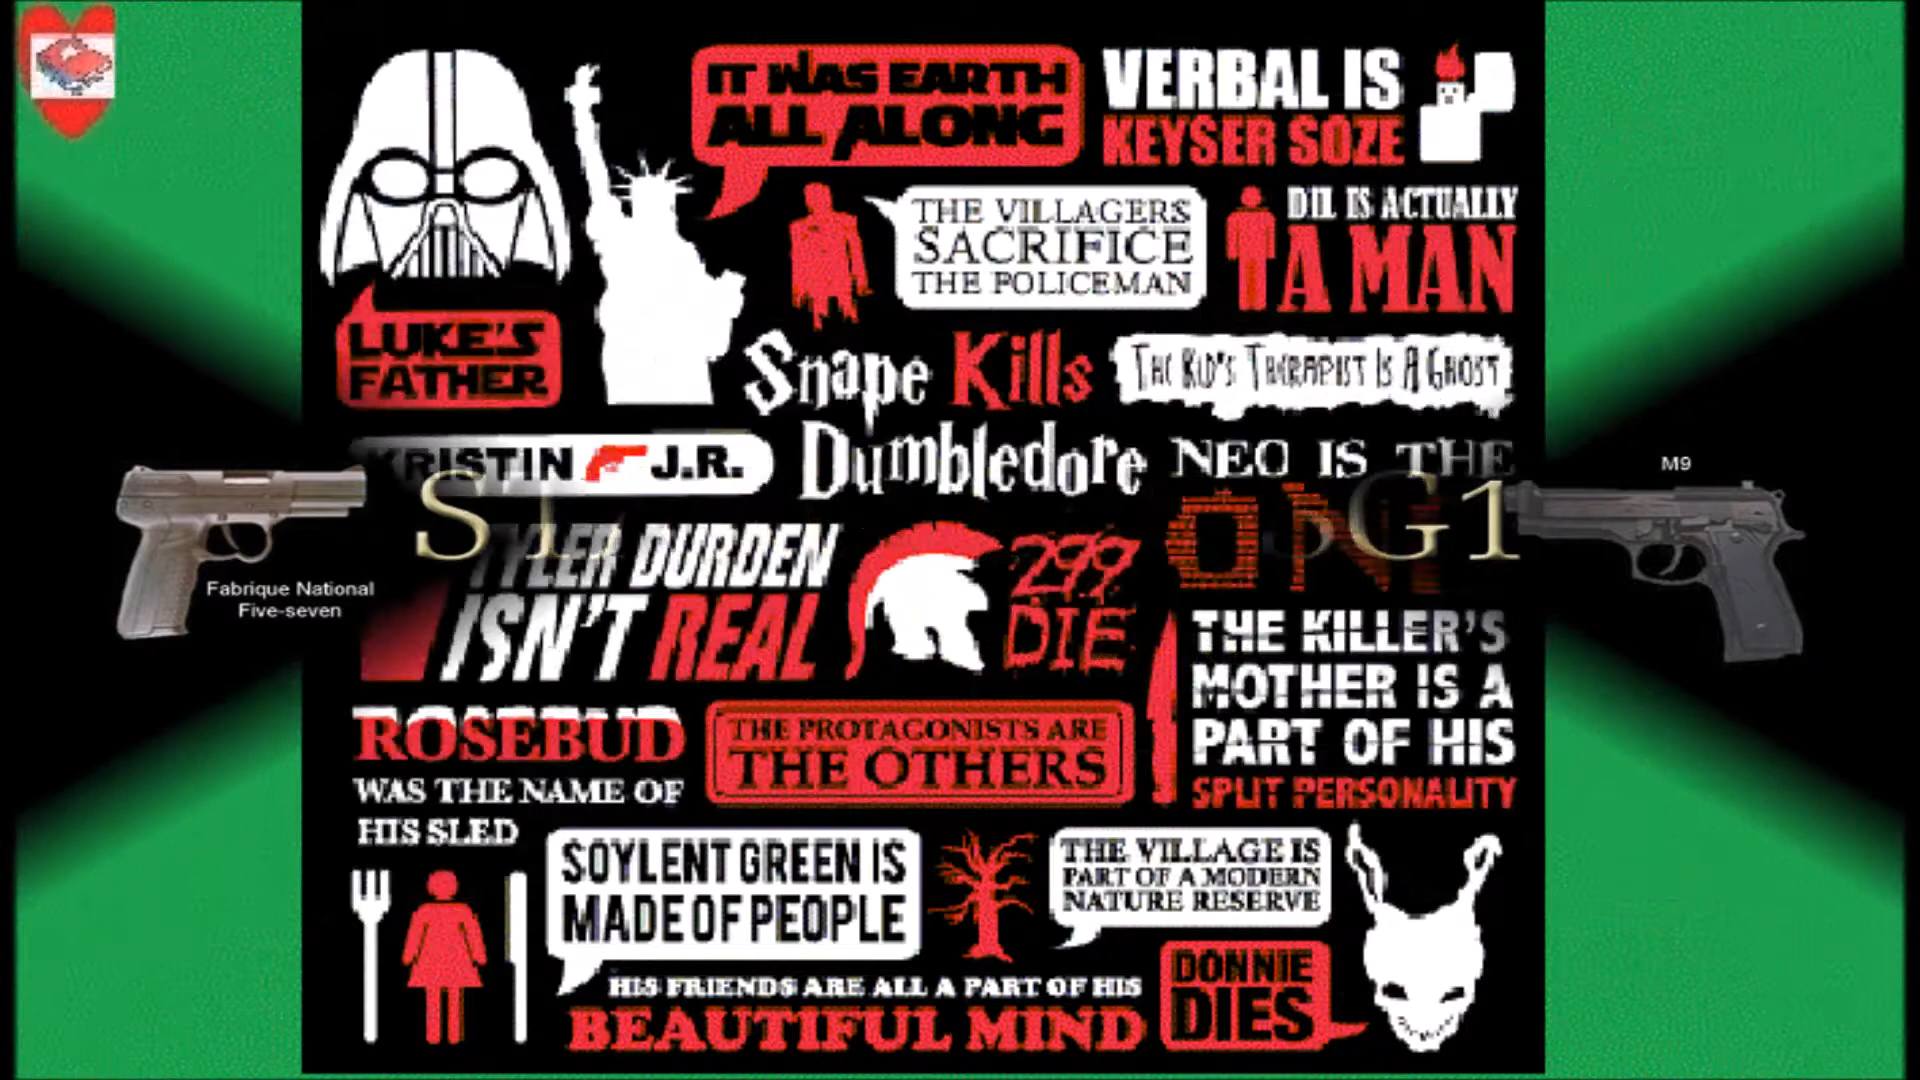 IT WAS EARTH
ALL ALONG
VERBAL IS
KEYSER SOZE
THE VILLAGERS
SACRIFICE
THE POLICEMAN
DIL IS ACTUALLY
A MAN
LUKE'S
FATHER
Snape Kills
Dumbledore
THE KID'S THERAPIST IS A GHOST
KRISTIN J.R.
NEO IS THE
ONE
M9
G1
Fabrique National
Five-seven
TYLER DURDEN
ISN'T REAL
299
DIE
THE KILLER'S
MOTHER IS A
PART OF HIS
SPLIT PERSONALITY
ROSEBUD
WAS THE NAME OF
HIS SLED
THE PROTAGONISTS ARE
THE OTHERS
SOYLENT GREEN IS
MADE OF PEOPLE
THE VILLAGE IS
PART OF A MODERN
NATURE RESERVE
HIS FRIENDS ARE ALL A PART OF HIS
BEAUTIFUL MIND
DONNIE
DIES